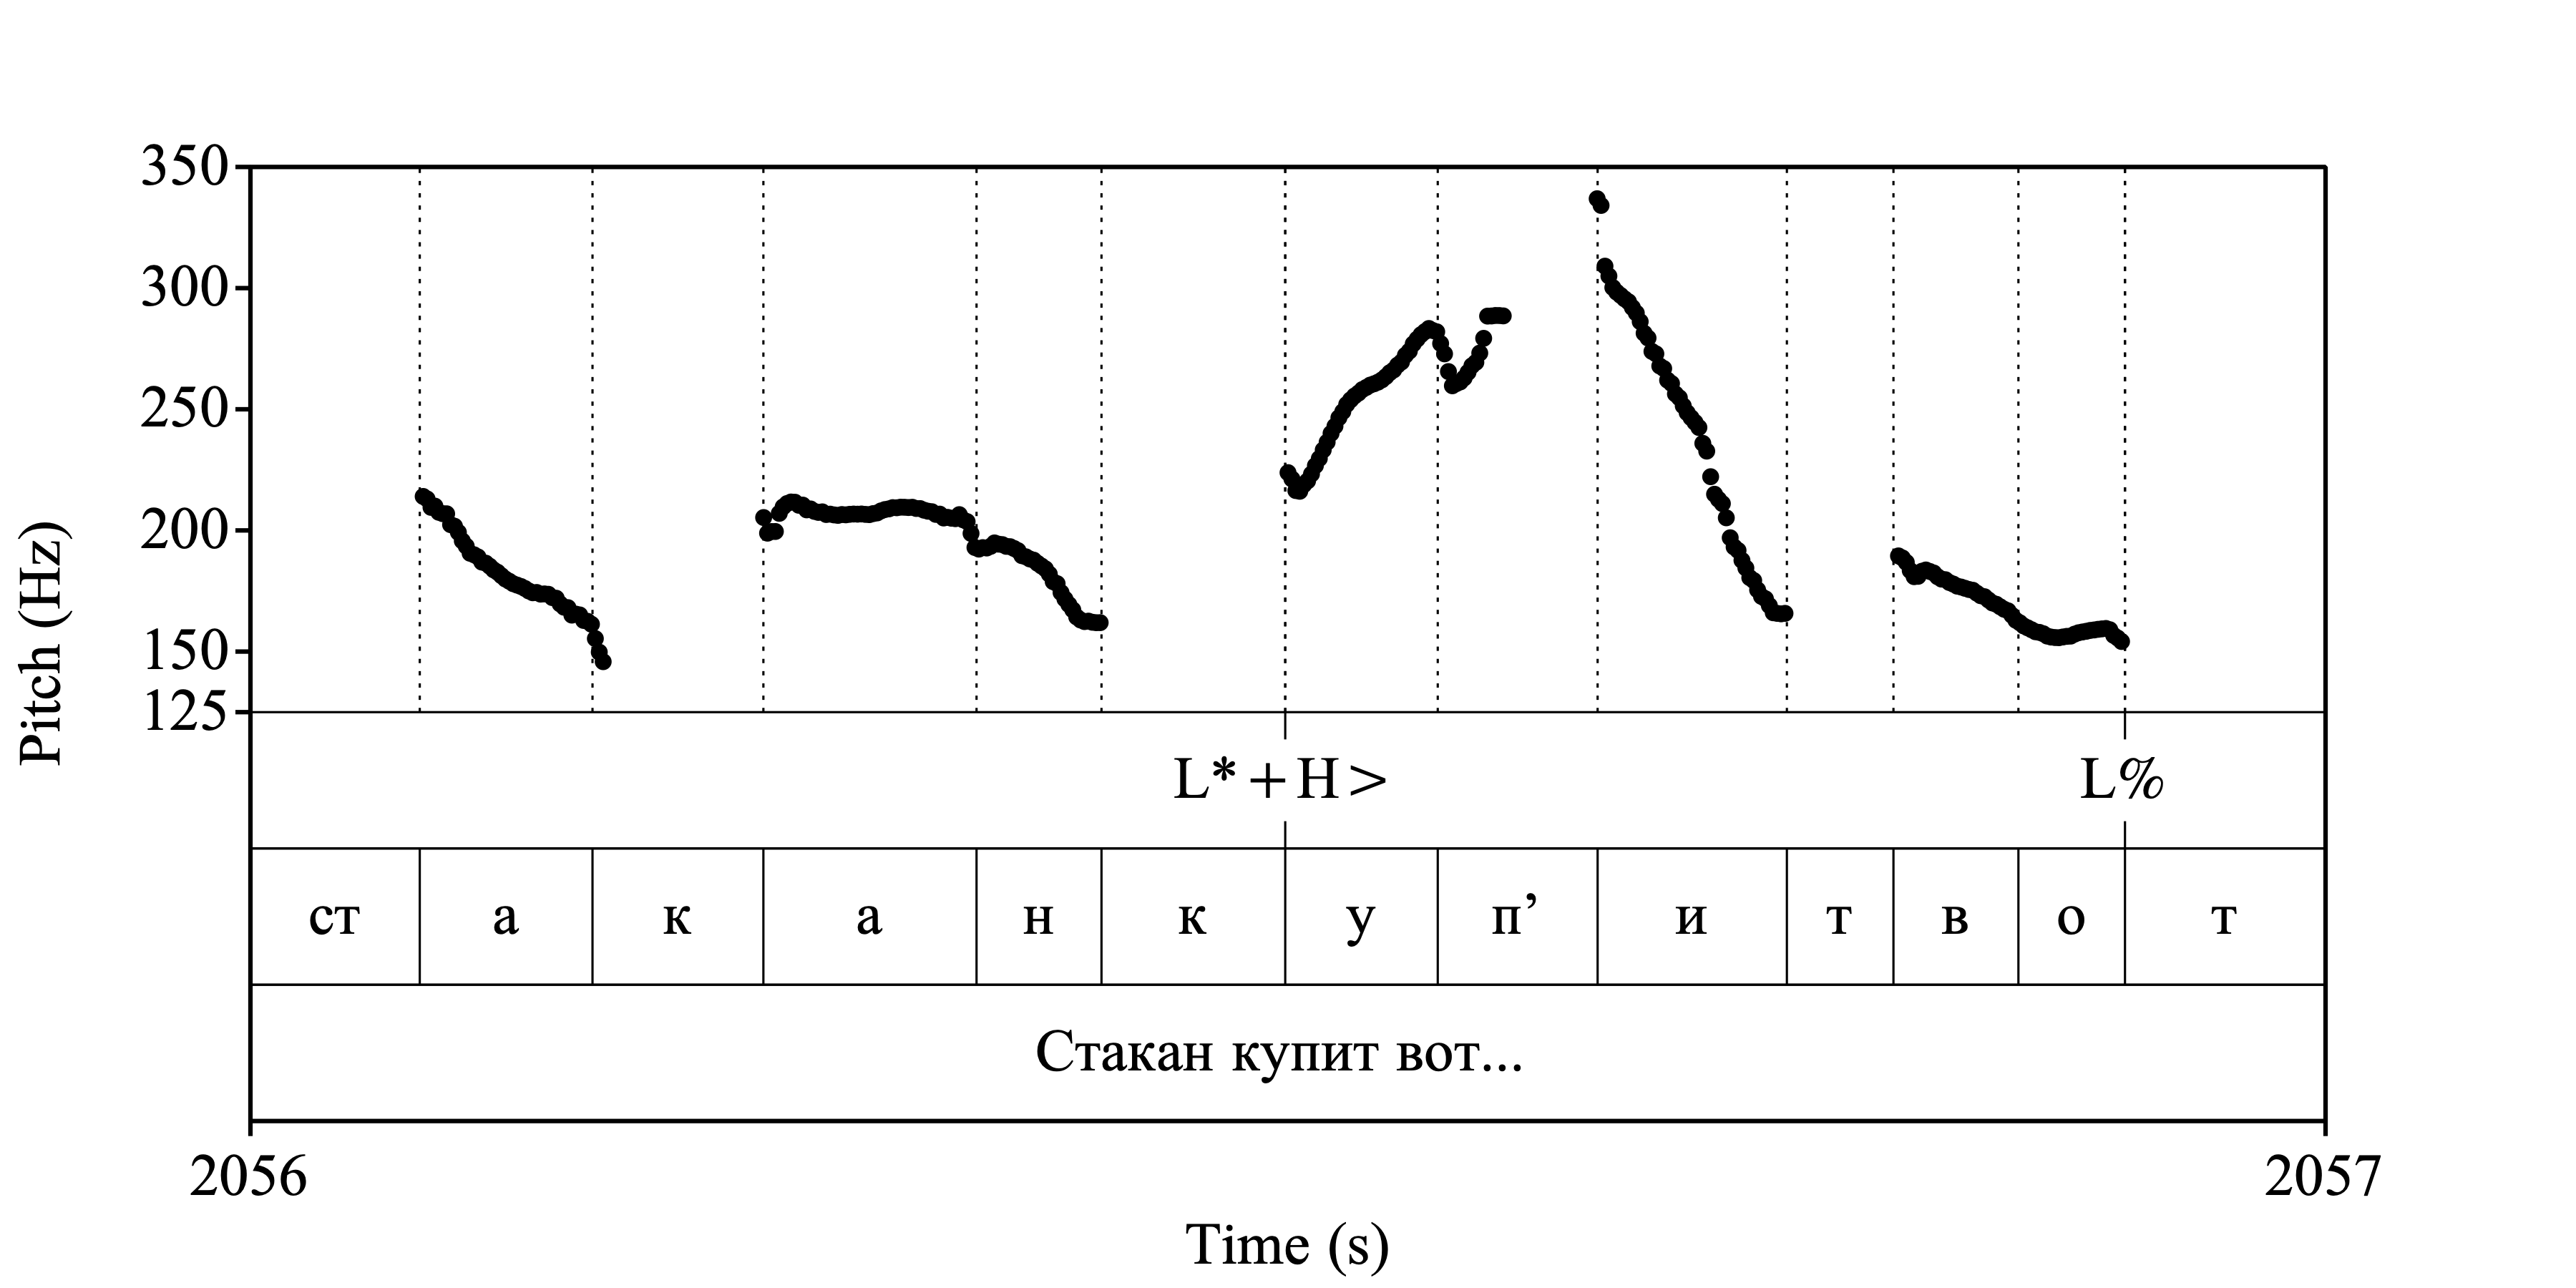 350
300
250
200
150
125
Pitch (Hz)
L*+H> L%
ст а к а н к у п’ и т в о т
Стакан купит вот...
2056 2057
Time (s)